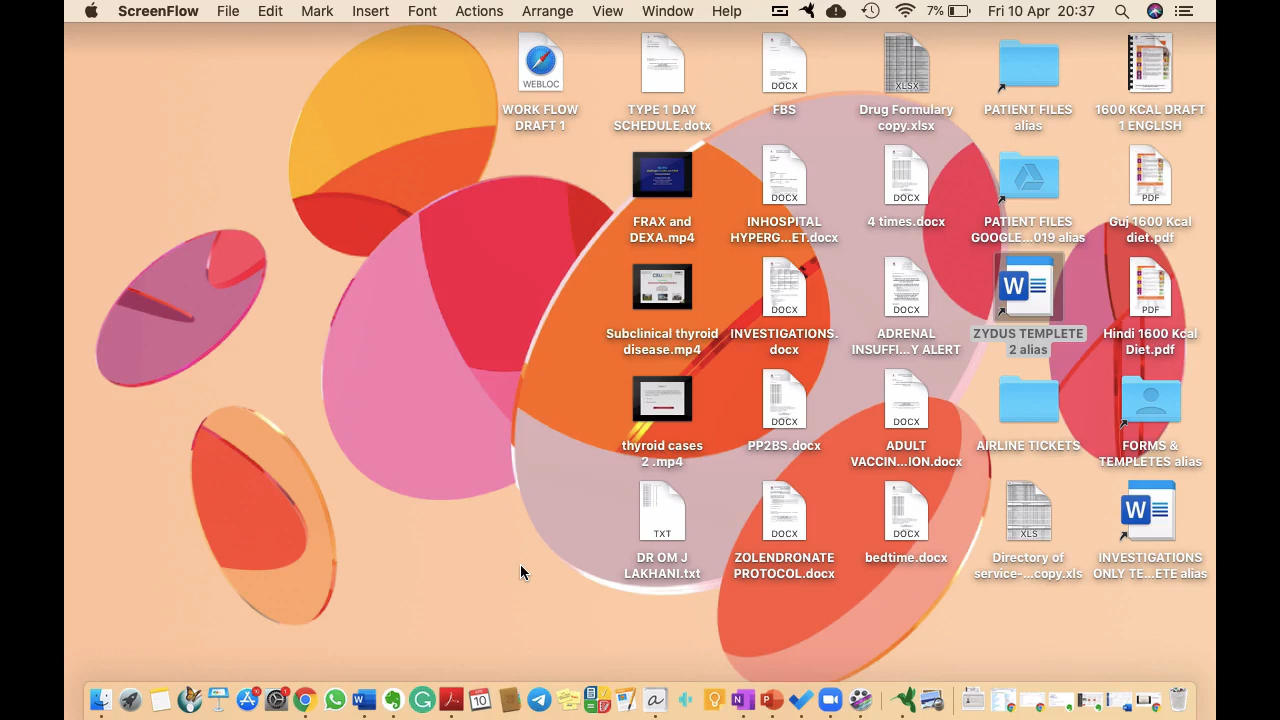 ScreenFlow File Edit Mark Insert Font Actions Arrange View Window Help 7% Fri 10 Apr 20:37
WEBLOC
WORK FLOW
DRAFT 1
TYPE 1 DAY
SCHEDULE.dotx
DOCX
FBS
XLSX
Drug Formulary
copy.xlsx
PATIENT FILES
alias
1600 KCAL DRAFT
1 ENGLISH
FRAX and
DEXA.mp4
DOCX
INHOSPITAL
HYPERG...ET.docx
DOCX
4 times.docx
PATIENT FILES
GOOGLE...019 alias
PDF
Guj 1600 Kcal
diet.pdf
Subclinical thyroid
disease.mp4
DOCX
INVESTIGATIONS.
docx
DOCX
ADRENAL
INSUFFI...Y ALERT
W
ZYDUS TEMPLETE
2 alias
PDF
Hindi 1600 Kcal
Diet.pdf
thyroid cases
2 .mp4
DOCX
PP2BS.docx
DOCX
ADULT
VACCIN...ION.docx
AIRLINE TICKETS
FORMS &
TEMPLETES alias
TXT
DR OM J
LAKHANI.txt
DOCX
ZOLENDRONATE
PROTOCOL.docx
DOCX
bedtime.docx
XLS
Directory of
service-...copy.xls
W
INVESTIGATIONS
ONLY TE...ETE alias